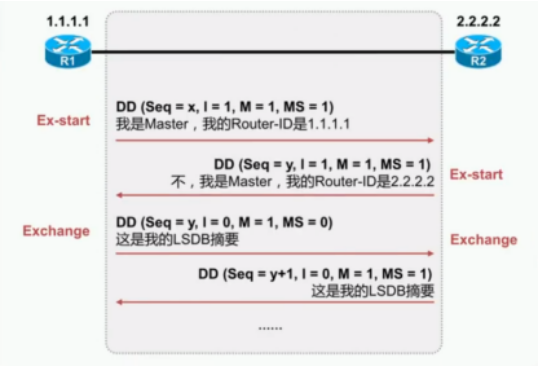 1.1.1.1
2.2.2.2
R1
R2
DD (Seq = x, I = 1, M = 1, MS = 1)
Ex-start
我是Master，我的Router-ID是1.1.1.1
DD (Seq = y, I = 1, M = 1, MS = 1)
不，我是Master，我的Router-ID是2.2.2.2
Ex-start
DD (Seq = y, I = 0, M = 1, MS = 0)
Exchange
这是我的LSDB摘要
Exchange
DD (Seq = y+1, I = 0, M = 1, MS = 1)
这是我的LSDB摘要
......